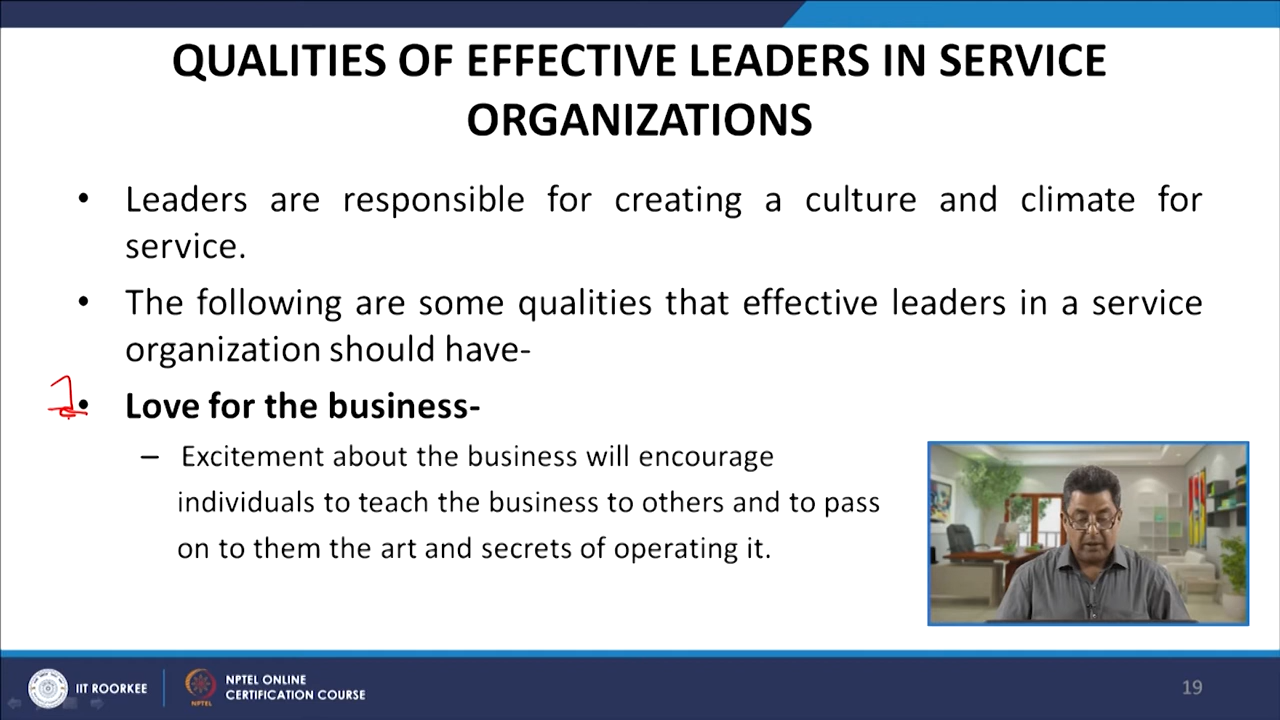 QUALITIES OF EFFECTIVE LEADERS IN SERVICE
ORGANIZATIONS
• Leaders are responsible for creating a culture and climate for
service.
• The following are some qualities that effective leaders in a service
organization should have-
1
• Love for the business-
– Excitement about the business will encourage
individuals to teach the business to others and to pass
on to them the art and secrets of operating it.
IIT ROORKEE
NPTEL
NPTEL ONLINE
CERTIFICATION COURSE
19